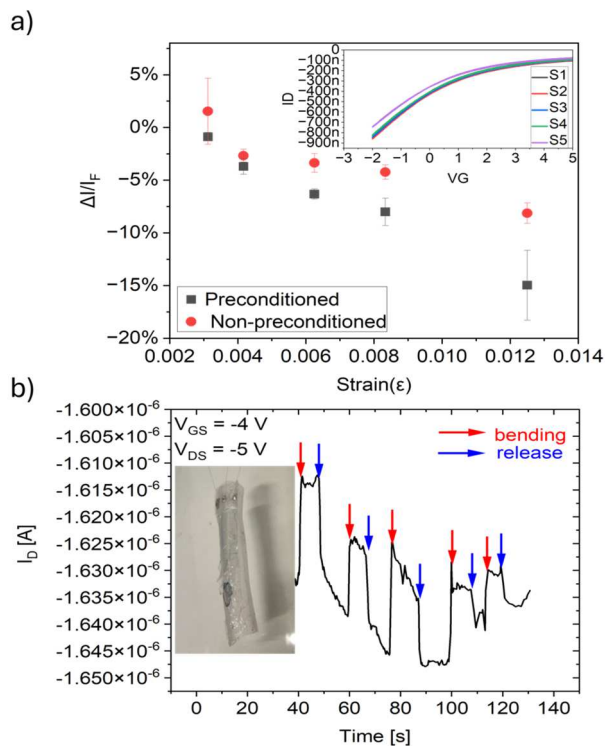 a)
5%
0%
−5%
−10%
−15%
−20%
ΔI/I_F
0.002 0.004 0.006 0.008 0.010 0.012 0.014
Strain(ε)
Preconditioned
Non-preconditioned
0
−100n
−200n
−300n
−400n
−500n
−600n
−700n
−800n
−900n
ID
−3 −2 −1 0 1 2 3 4 5
VG
S1
S2
S3
S4
S5
b)
-1.600×10⁻⁶
-1.605×10⁻⁶
-1.610×10⁻⁶
-1.615×10⁻⁶
-1.620×10⁻⁶
-1.625×10⁻⁶
-1.630×10⁻⁶
-1.635×10⁻⁶
-1.640×10⁻⁶
-1.645×10⁻⁶
-1.650×10⁻⁶
I_D [A]
V_GS = -4 V
V_DS = -5 V
bending
release
0 20 40 60 80 100 120 140
Time [s]